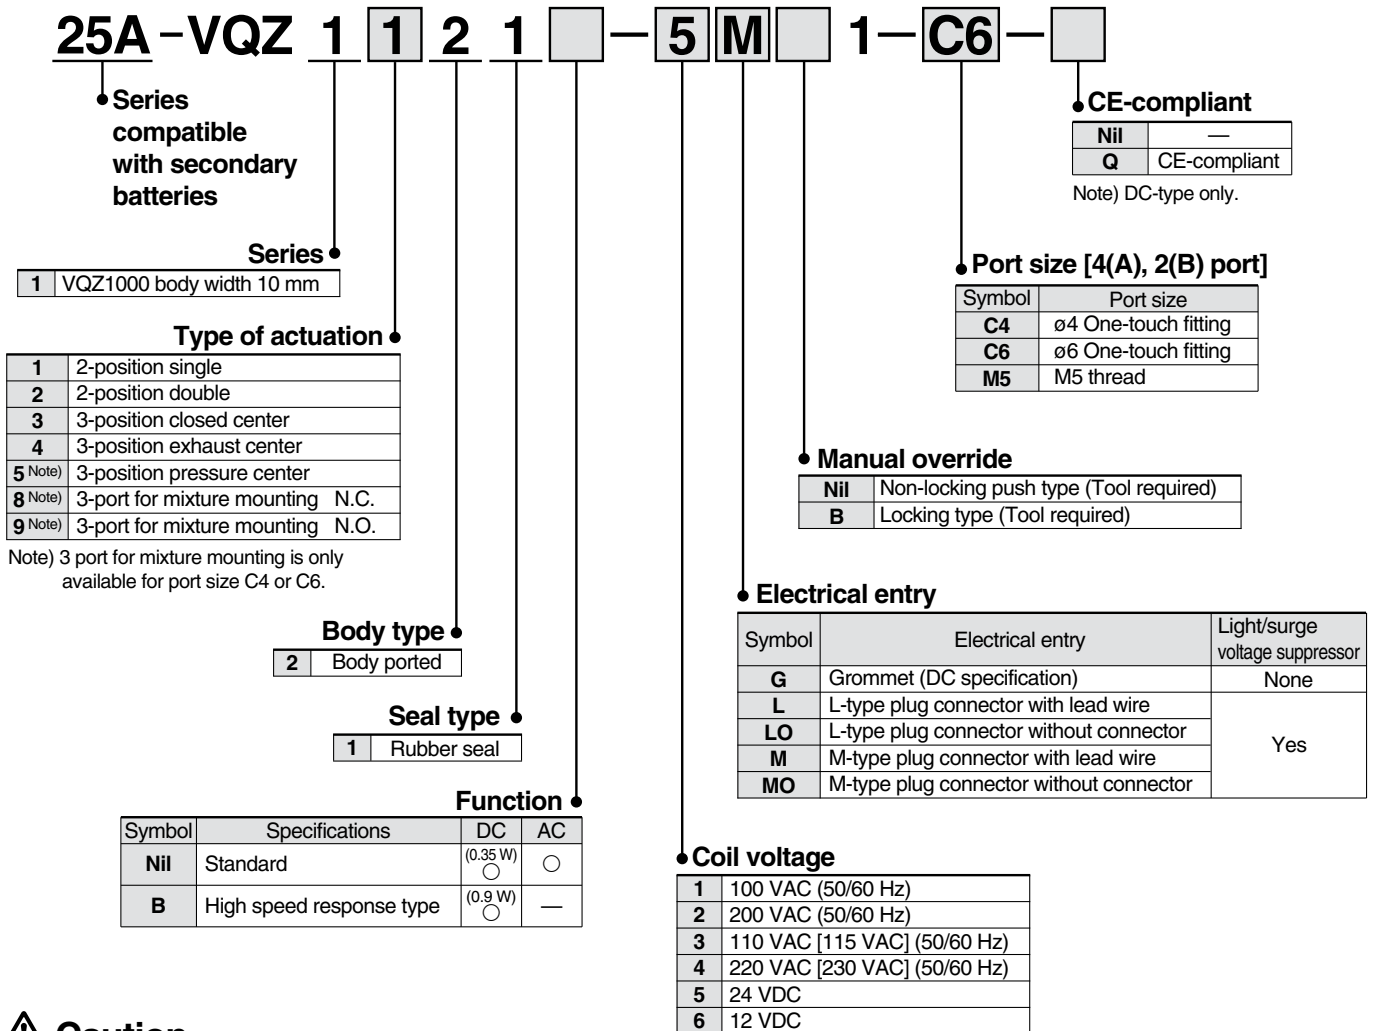 25A–VQZ 1 1 2 1 – 5 M 1–C6–
Series
compatible
with secondary
batteries
CE-compliant
Nil —
Q CE-compliant
Note) DC-type only.
Series
1 VQZ1000 body width 10 mm
Port size [4(A), 2(B) port]
Symbol Port size
C4 ø4 One-touch fitting
C6 ø6 One-touch fitting
M5 M5 thread
Type of actuation
1 2-position single
2 2-position double
3 3-position closed center
4 3-position exhaust center
5 Note) 3-position pressure center
8 Note) 3-port for mixture mounting N.C.
9 Note) 3-port for mixture mounting N.O.
Note) 3 port for mixture mounting is only
available for port size C4 or C6.
Manual override
Nil Non-locking push type (Tool required)
B Locking type (Tool required)
Electrical entry
Symbol Electrical entry Light/surge
voltage suppressor
G Grommet (DC specification) None
L L-type plug connector with lead wire
LO L-type plug connector without connector
Yes
M M-type plug connector with lead wire
MO M-type plug connector without connector
Body type
2 Body ported
Seal type
1 Rubber seal
Function
Symbol Specifications DC AC
Nil Standard (0.35 W) ○ ○
B High speed response type (0.9 W) ○ —
Coil voltage
1 100 VAC (50/60 Hz)
2 200 VAC (50/60 Hz)
3 110 VAC [115 VAC] (50/60 Hz)
4 220 VAC [230 VAC] (50/60 Hz)
5 24 VDC
6 12 VDC
Caution